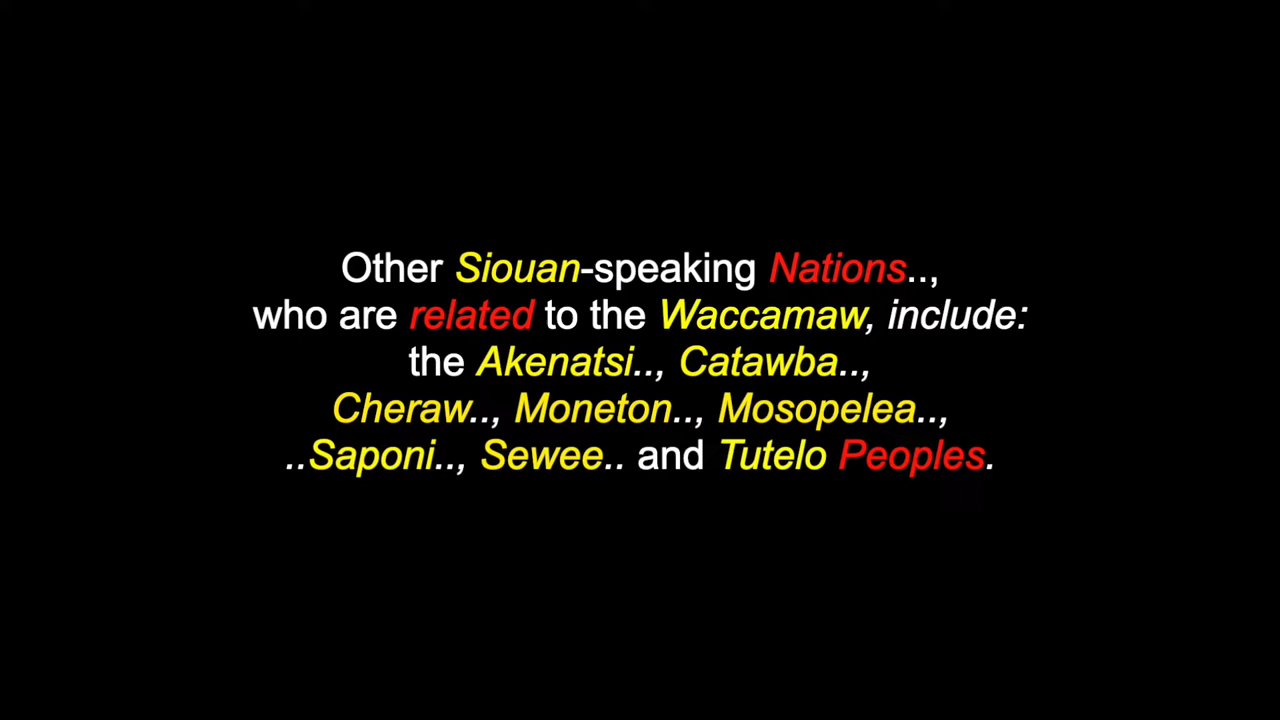 Other Siouan-speaking Nations..,
who are related to the Waccamaw, include:
the Akenatsi.., Catawba..,
Cheraw.., Moneton.., Mosopelea..,
..Saponi.., Sewee.. and Tutelo Peoples.